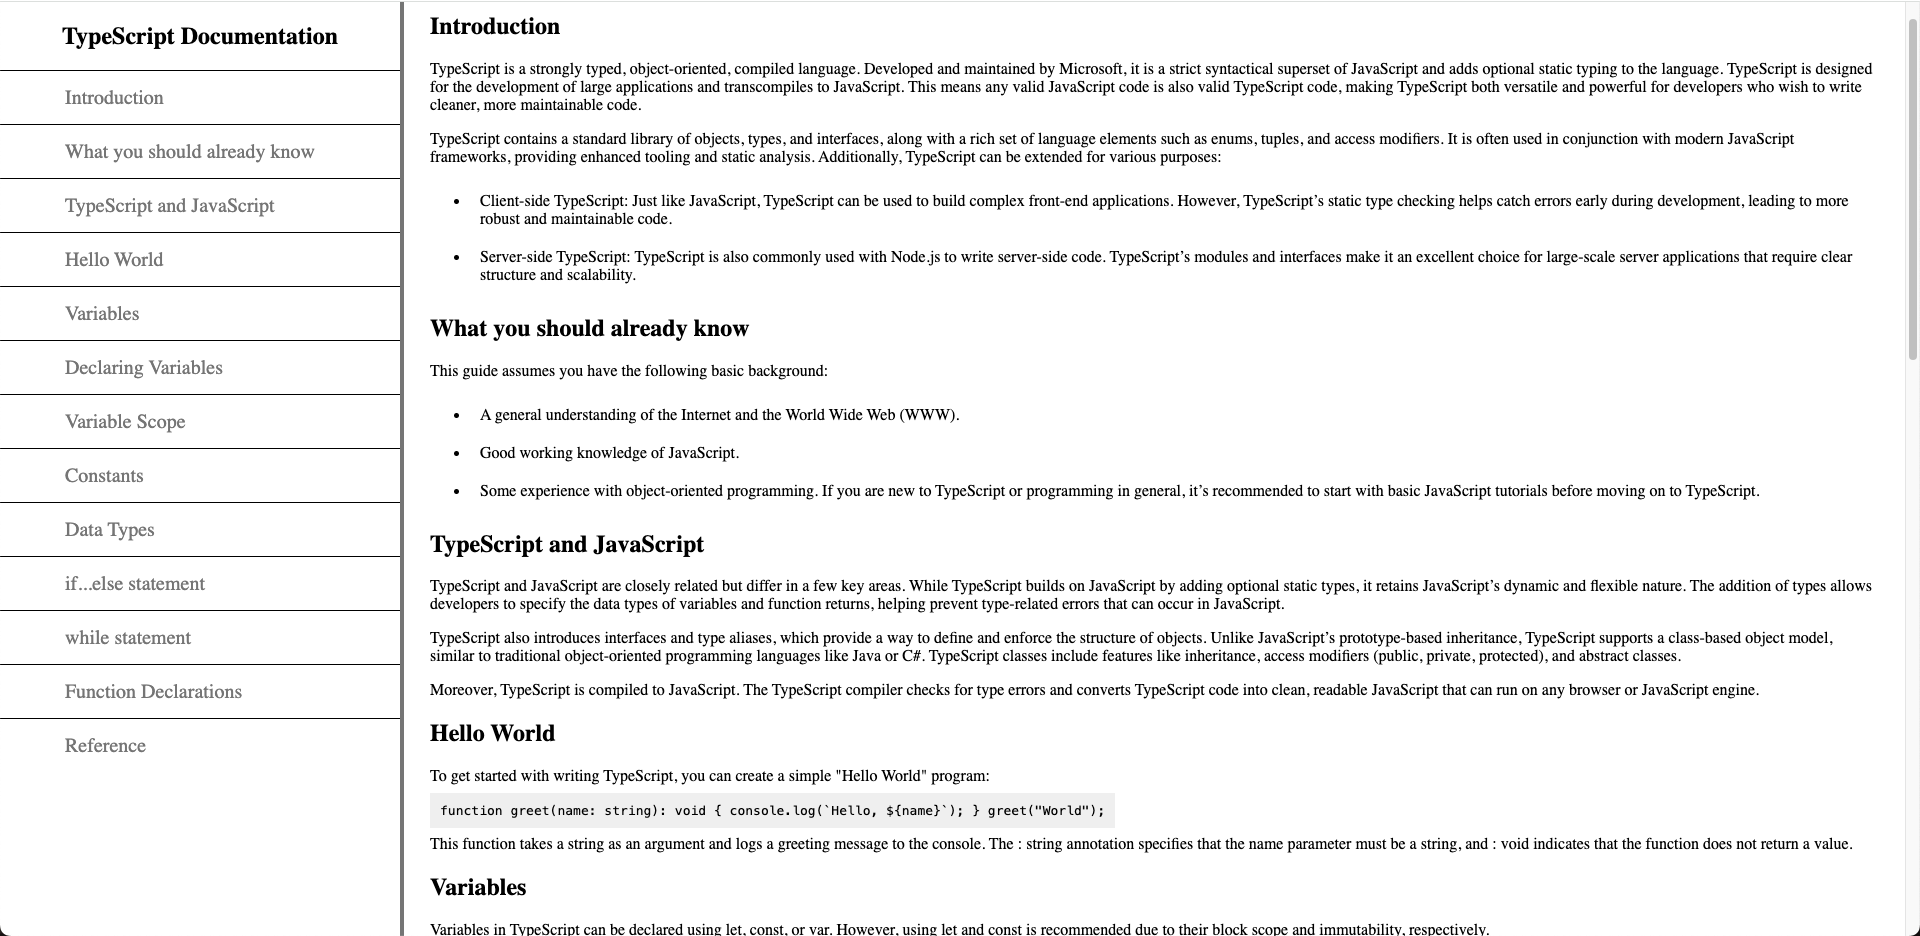 TypeScript Documentation
Introduction
What you should already know
TypeScript and JavaScript
Hello World
Variables
Declaring Variables
Variable Scope
Constants
Data Types
if...else statement
while statement
Function Declarations
Reference
Introduction
TypeScript is a strongly typed, object-oriented, compiled language. Developed and maintained by Microsoft, it is a strict syntactical superset of JavaScript and adds optional static typing to the language. TypeScript is designed
for the development of large applications and transcompiles to JavaScript. This means any valid JavaScript code is also valid TypeScript code, making TypeScript both versatile and powerful for developers who wish to write
cleaner, more maintainable code.
TypeScript contains a standard library of objects, types, and interfaces, along with a rich set of language elements such as enums, tuples, and access modifiers. It is often used in conjunction with modern JavaScript
frameworks, providing enhanced tooling and static analysis. Additionally, TypeScript can be extended for various purposes:
• Client-side TypeScript: Just like JavaScript, TypeScript can be used to build complex front-end applications. However, TypeScript’s static type checking helps catch errors early during development, leading to more
robust and maintainable code.
• Server-side TypeScript: TypeScript is also commonly used with Node.js to write server-side code. TypeScript’s modules and interfaces make it an excellent choice for large-scale server applications that require clear
structure and scalability.
What you should already know
This guide assumes you have the following basic background:
• A general understanding of the Internet and the World Wide Web (WWW).
• Good working knowledge of JavaScript.
• Some experience with object-oriented programming. If you are new to TypeScript or programming in general, it’s recommended to start with basic JavaScript tutorials before moving on to TypeScript.
TypeScript and JavaScript
TypeScript and JavaScript are closely related but differ in a few key areas. While TypeScript builds on JavaScript by adding optional static types, it retains JavaScript’s dynamic and flexible nature. The addition of types allows
developers to specify the data types of variables and function returns, helping prevent type-related errors that can occur in JavaScript.
TypeScript also introduces interfaces and type aliases, which provide a way to define and enforce the structure of objects. Unlike JavaScript’s prototype-based inheritance, TypeScript supports a class-based object model,
similar to traditional object-oriented programming languages like Java or C#. TypeScript classes include features like inheritance, access modifiers (public, private, protected), and abstract classes.
Moreover, TypeScript is compiled to JavaScript. The TypeScript compiler checks for type errors and converts TypeScript code into clean, readable JavaScript that can run on any browser or JavaScript engine.
Hello World
To get started with writing TypeScript, you can create a simple "Hello World" program:
function greet(name: string): void { console.log(`Hello, ${name}`); } greet("World");
This function takes a string as an argument and logs a greeting message to the console. The : string annotation specifies that the name parameter must be a string, and : void indicates that the function does not return a value.
Variables
Variables in TypeScript can be declared using let, const, or var. However, using let and const is recommended due to their block scope and immutability, respectively.